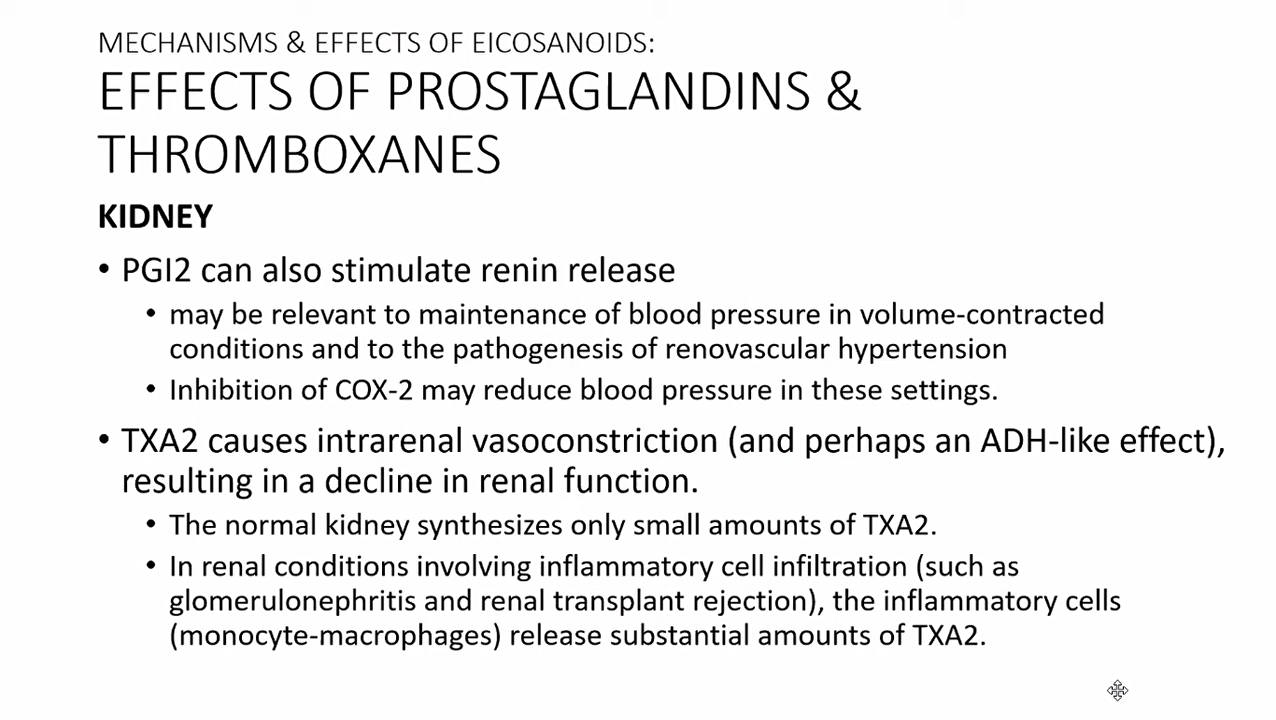 MECHANISMS & EFFECTS OF EICOSANOIDS:
EFFECTS OF PROSTAGLANDINS &
THROMBOXANES
KIDNEY
• PGI2 can also stimulate renin release
• may be relevant to maintenance of blood pressure in volume-contracted
conditions and to the pathogenesis of renovascular hypertension
• Inhibition of COX-2 may reduce blood pressure in these settings.
• TXA2 causes intrarenal vasoconstriction (and perhaps an ADH-like effect),
resulting in a decline in renal function.
• The normal kidney synthesizes only small amounts of TXA2.
• In renal conditions involving inflammatory cell infiltration (such as
glomerulonephritis and renal transplant rejection), the inflammatory cells
(monocyte-macrophages) release substantial amounts of TXA2.